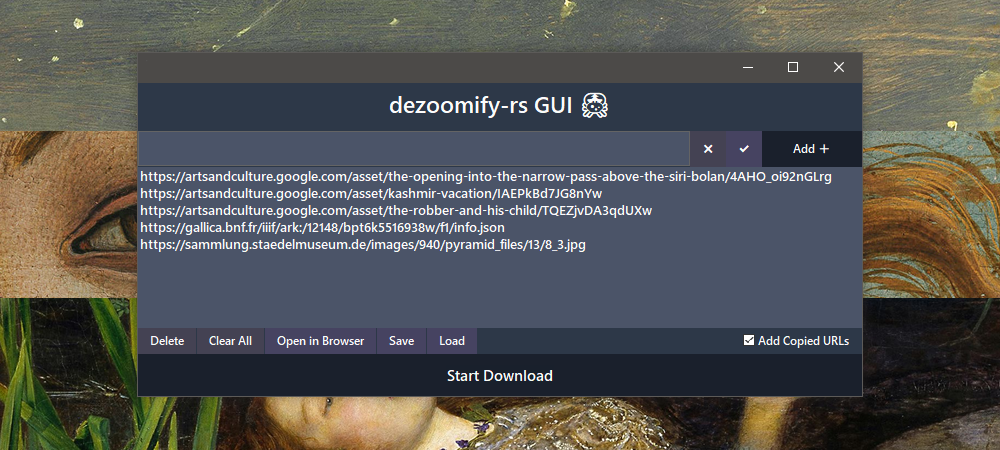 dezoomify-rs GUI
Add +
https://artsandculture.google.com/asset/the-opening-into-the-narrow-pass-above-the-siri-bolan/4AHO_oi92nGLrg
https://artsandculture.google.com/asset/kashmir-vacation/IAEPkBd7JG8nYw
https://artsandculture.google.com/asset/the-robber-and-his-child/TQEZjvDA3qdUXw
https://gallica.bnf.fr/iiif/ark:/12148/bpt6k5516938w/f1/info.json
https://sammlung.staedelmuseum.de/images/940/pyramid_files/13/8_3.jpg
Delete Clear All Open in Browser Save Load Add Copied URLs
Start Download